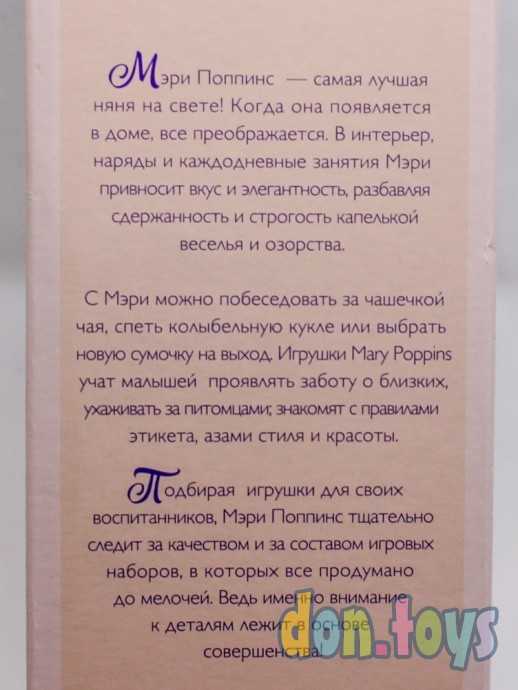 Мэри Поппинс — самая лучшая
няня на свете! Когда она появляется
в доме, все преображается. В интерьер,
наряды и каждодневные занятия Мэри
привносит вкус и элегантность, разбавляя
сдержанность и строгость капелькой
веселья и озорства.
С Мэри можно побеседовать за чашечкой
чая, спеть колыбельную кукле или выбрать
новую сумочку на выход. Игрушки Mary Poppins
учат малышей проявлять заботу о близких,
ухаживать за питомцами; знакомят с правилами
этикета, азами стиля и красоты.
Подбирая игрушки для своих
воспитанников, Мэри Поппинс тщательно
следит за качеством и за составом игровых
наборов, в которых все продумано
до мелочей. Ведь именно внимание
к деталям лежит в основе
совершенства!
don.toys